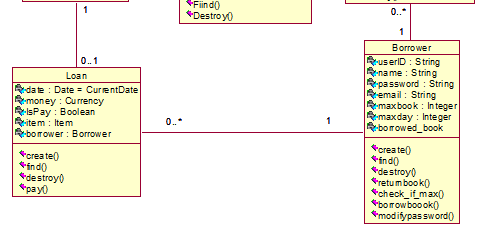 Fiind()
Destroy()
1
0..1
0..*
1
Loan
date : Date = CurrentDate
money : Currency
IsPay : Boolean
item : Item
borrower : Borrower
create()
find()
destroy()
pay()
0..*
1
Borrower
userID : String
name : String
password : String
email : String
maxbook : Integer
maxday : Integer
borrowed_book
create()
find()
destroy()
returnbook()
check_if_max()
borrowboook()
modifypassword()